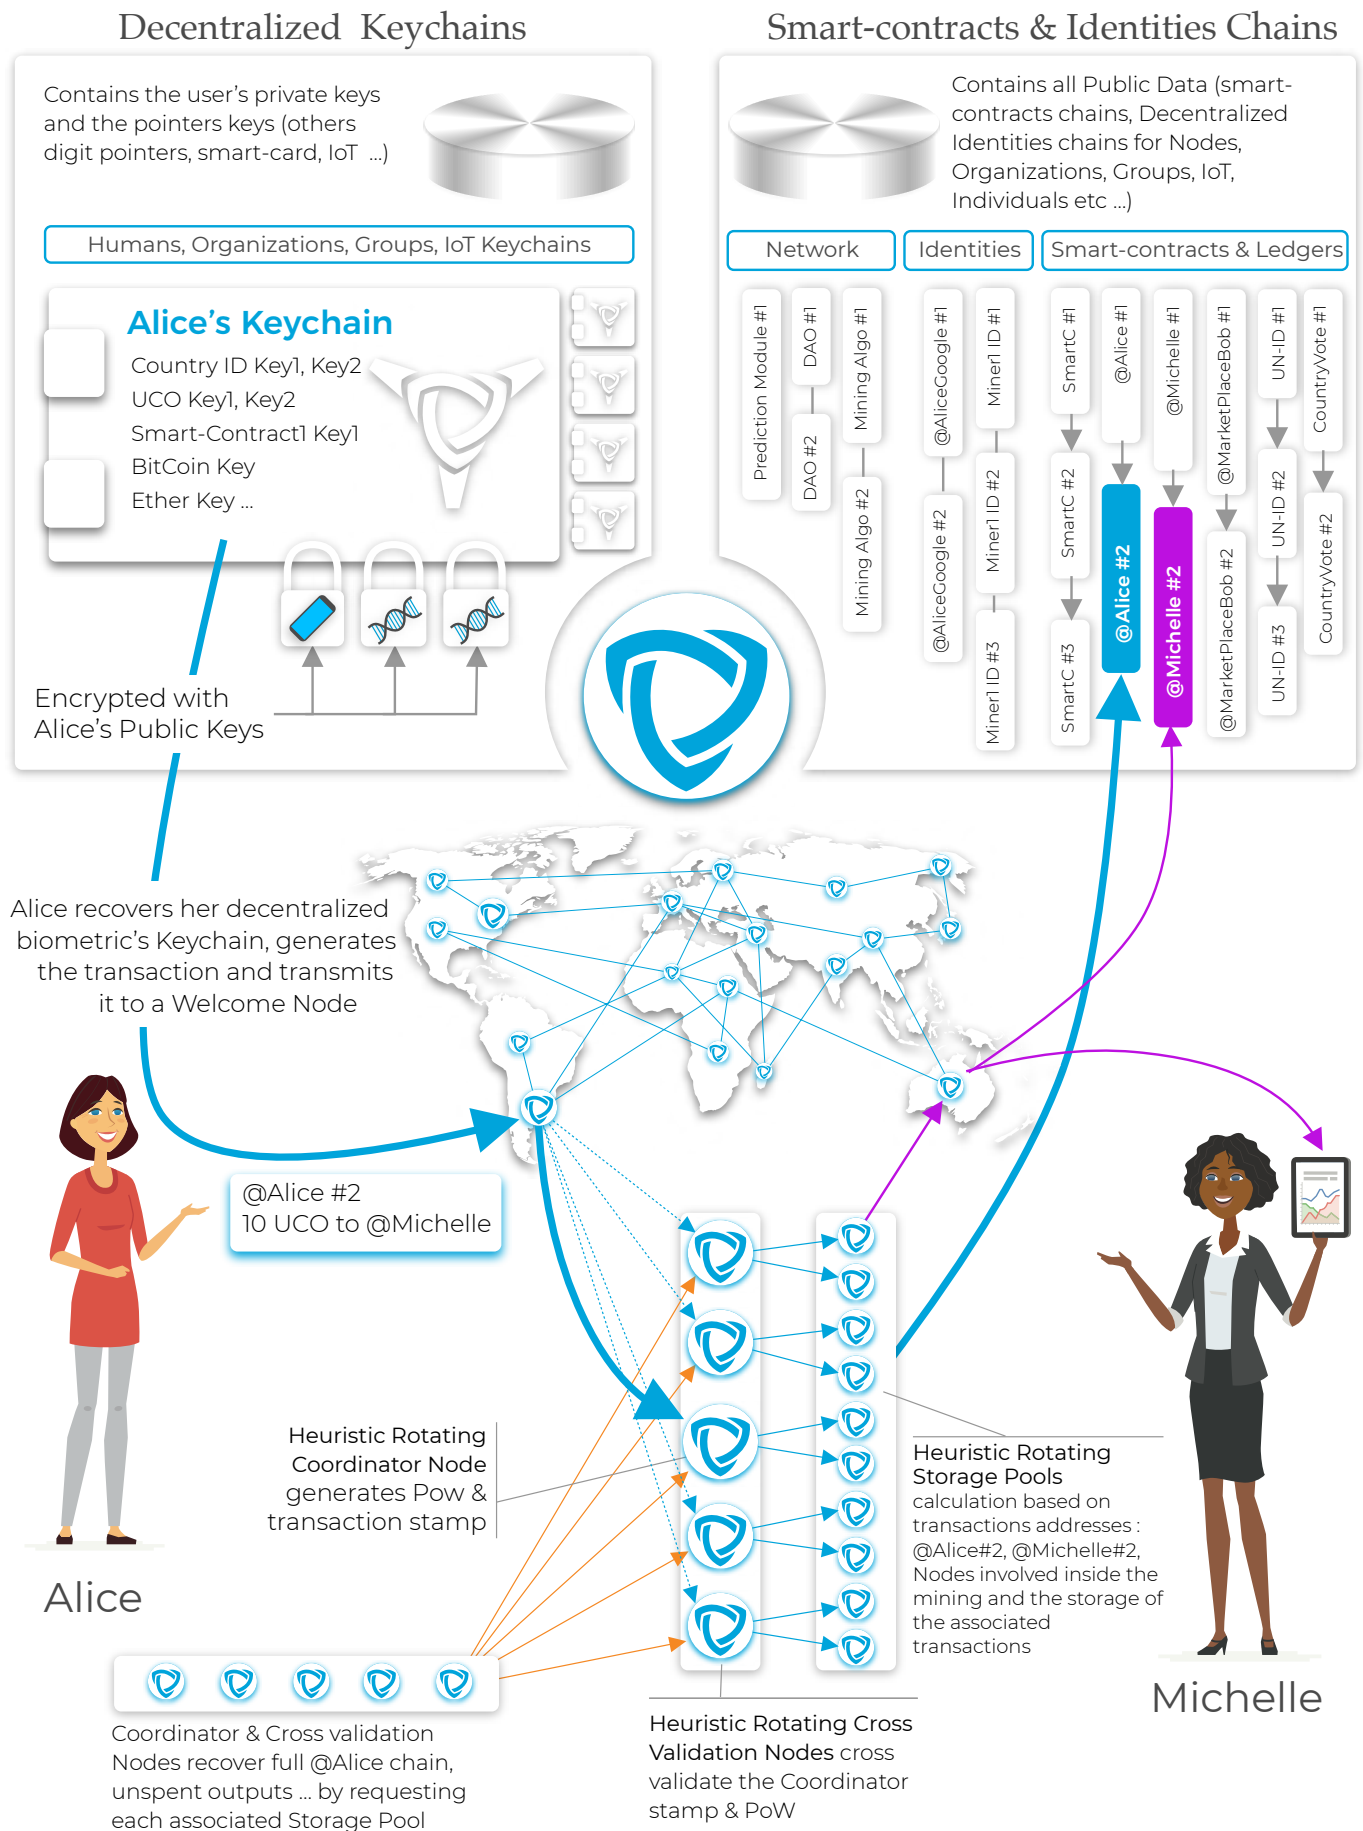 Decentralized Keychains
Contains the user's private keys
and the pointers keys (others
digit pointers, smart-card, IoT ...)
Humans, Organizations, Groups, IoT Keychains
Alice's Keychain
Country ID Key1, Key2
UCO Key1, Key2
Smart-Contract1 Key1
BitCoin Key
Ether Key ...
Encrypted with
Alice's Public Keys
Smart-contracts & Identities Chains
Contains all Public Data (smart-
contracts chains, Decentralized
Identities chains for Nodes,
Organizations, Groups, IoT,
Individuals etc ...)
Network
Identities
Smart-contracts & Ledgers
Prediction Module #1
DAO #1
DAO #2
Mining Algo #1
Mining Algo #2
@AliceGoogle #1
@AliceGoogle #2
Miner1 ID #1
Miner1 ID #2
Miner1 ID #3
SmartC #1
SmartC #2
SmartC #3
@Alice #1
@Alice #2
@Michelle #1
@Michelle #2
@MarketPlaceBob #1
@MarketPlaceBob #2
UN-ID #1
UN-ID #2
UN-ID #3
CountryVote #1
CountryVote #2
Alice recovers her decentralized
biometric's Keychain, generates
the transaction and transmits
it to a Welcome Node
@Alice #2
10 UCO to @Michelle
Heuristic Rotating
Coordinator Node
generates Pow &
transaction stamp
Alice
Heuristic Rotating
Storage Pools
calculation based on
transactions addresses :
@Alice#2, @Michelle#2,
Nodes involved inside the
mining and the storage of
the associated
transactions
Michelle
Coordinator & Cross validation
Nodes recover full @Alice chain,
unspent outputs ... by requesting
each associated Storage Pool
Heuristic Rotating Cross
Validation Nodes cross
validate the Coordinator
stamp & PoW